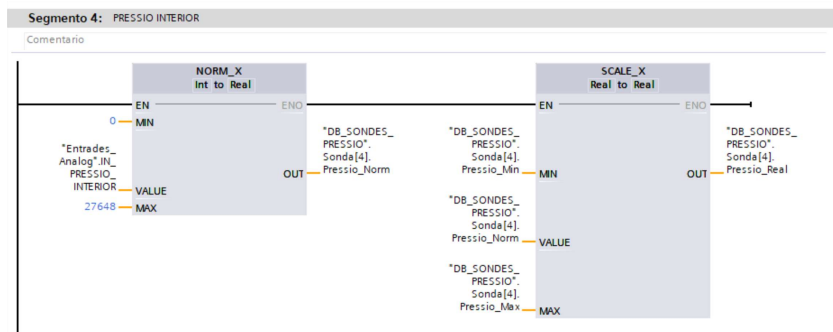 Segmento 4: PRESSIO INTERIOR
Comentario
NORM_X
Int to Real
EN
ENO
0
MIN
"Entrades_
Analog".IN_
PRESSIO_
INTERIOR
VALUE
27648
MAX
OUT
"DB_SONDES_
PRESSIO".
Sonda[4].
Pressio_Norm
SCALE_X
Real to Real
EN
ENO
"DB_SONDES_
PRESSIO".
Sonda[4].
Pressio_Min
MIN
"DB_SONDES_
PRESSIO".
Sonda[4].
Pressio_Norm
VALUE
"DB_SONDES_
PRESSIO".
Sonda[4].
Pressio_Max
MAX
OUT
"DB_SONDES_
PRESSIO".
Sonda[4].
Pressio_Real